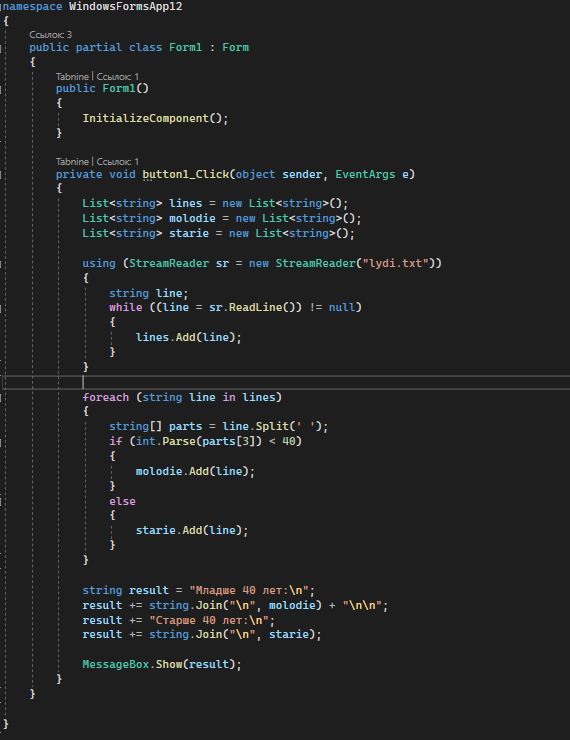 namespace WindowsFormsApp12
{
Ссылок: 3
public partial class Form1 : Form
{
Tabnine | Ссылок: 1
public Form1()
{
InitializeComponent();
}
Tabnine | Ссылок: 1
private void button1_Click(object sender, EventArgs e)
{
List<string> lines = new List<string>();
List<string> molodie = new List<string>();
List<string> starie = new List<string>();
using (StreamReader sr = new StreamReader("lydi.txt"))
{
string line;
while ((line = sr.ReadLine()) != null)
{
lines.Add(line);
}
}
foreach (string line in lines)
{
string[] parts = line.Split(' ');
if (int.Parse(parts[3]) < 40)
{
molodie.Add(line);
}
else
{
starie.Add(line);
}
}
string result = "Младше 40 лет:\n";
result += string.Join("\n", molodie) + "\n\n";
result += "Старше 40 лет:\n";
result += string.Join("\n", starie);
MessageBox.Show(result);
}
}
}